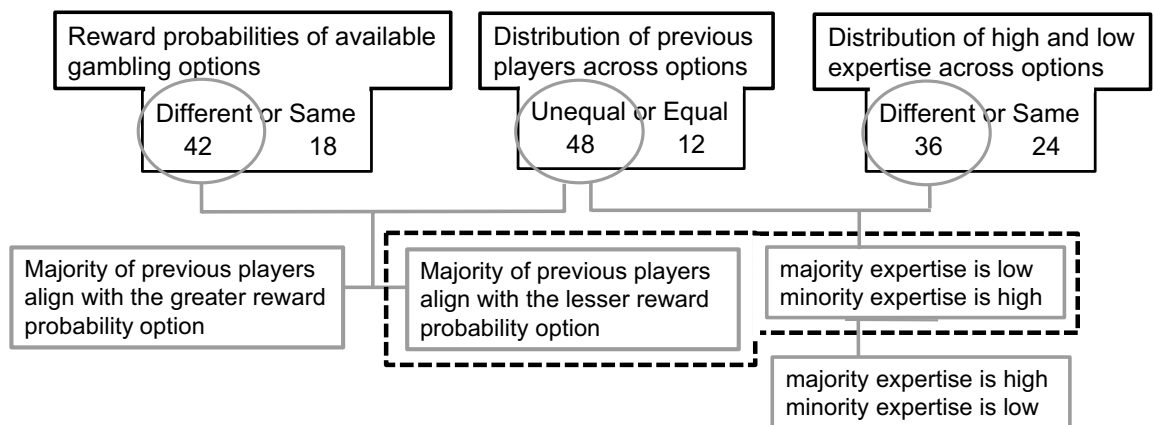 Reward probabilities of available
gambling options
Different or Same
42 18
Distribution of previous
players across options
Unequal or Equal
48 12
Distribution of high and low
expertise across options
Different or Same
36 24
Majority of previous players
align with the greater reward
probability option
Majority of previous players
align with the lesser reward
probability option
majority expertise is low
minority expertise is high
majority expertise is high
minority expertise is low